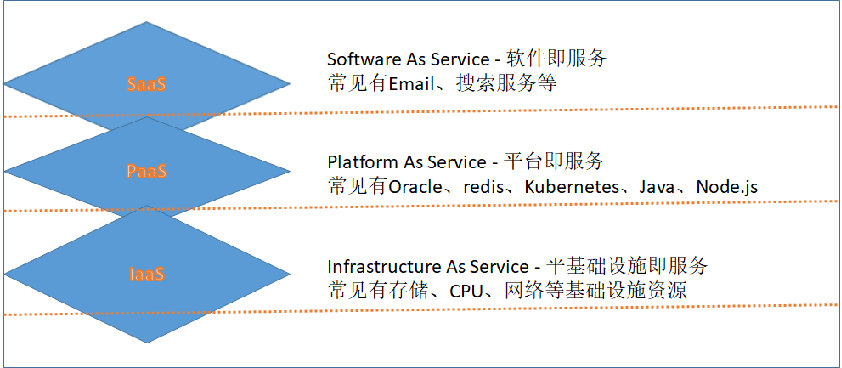 SaaS
Software As Service - 软件即服务
常见有Email、搜索服务等
PaaS
Platform As Service - 平台即服务
常见有Oracle、redis、Kubernetes、Java、Node.js
IaaS
Infrastructure As Service - 平基础设施即服务
常见有存储、CPU、网络等基础设施资源